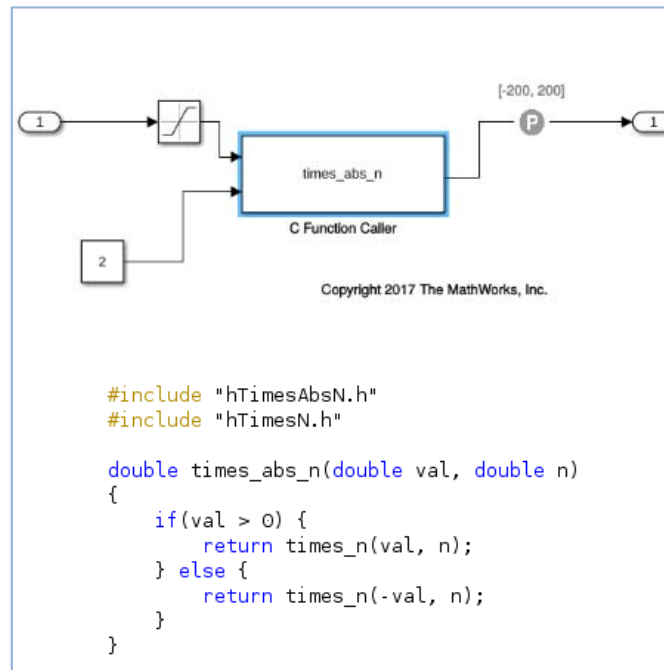 [-200, 200]
1
P
1
times_abs_n
C Function Caller
2
Copyright 2017 The MathWorks, Inc.
#include "hTimesAbsN.h"
#include "hTimesN.h"
double times_abs_n(double val, double n)
{
    if(val > 0) {
        return times_n(val, n);
    } else {
        return times_n(-val, n);
    }
}